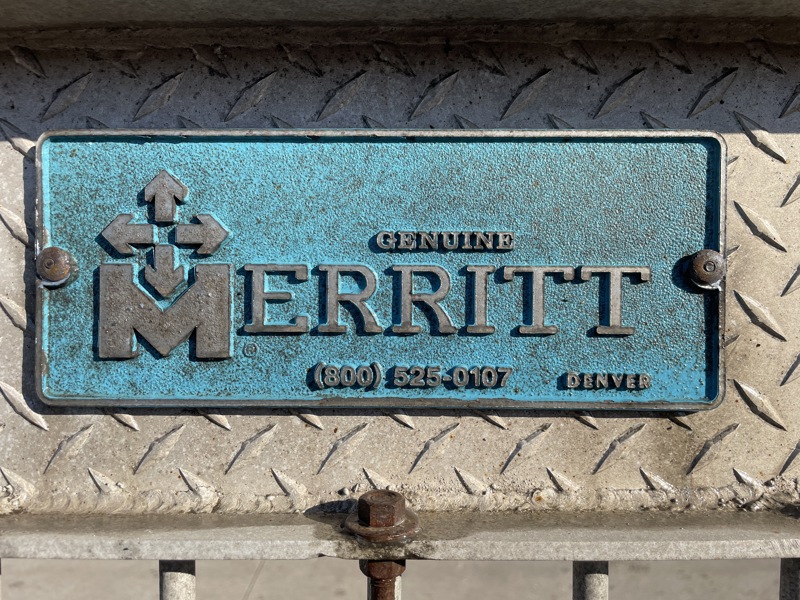 GENUINE
MERRITT®
(800) 525-0107 DENVER